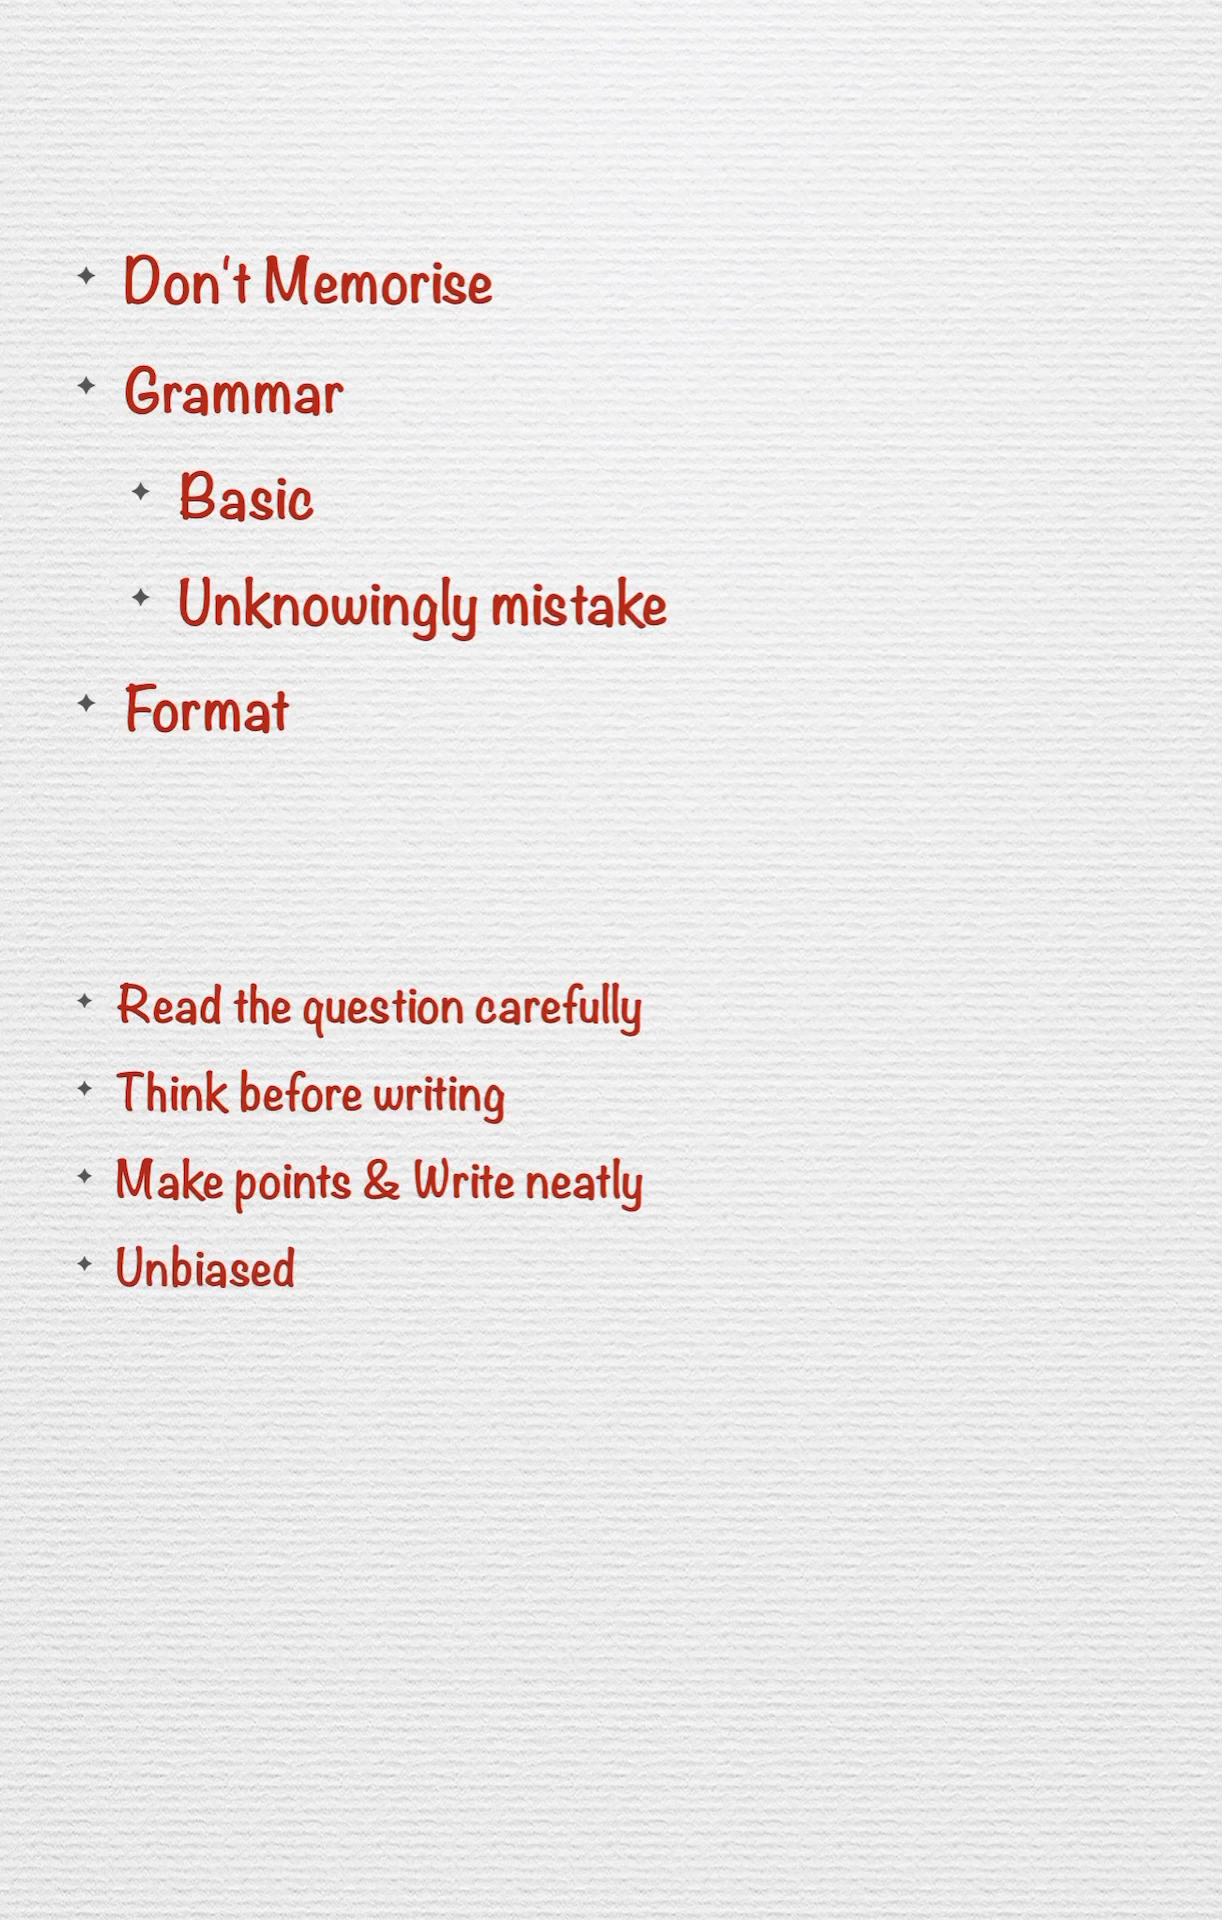 Don't Memorise
Grammar
Basic
Unknowingly mistake
Format
Read the question carefully
Think before writing
Make points & Write neatly
Unbiased